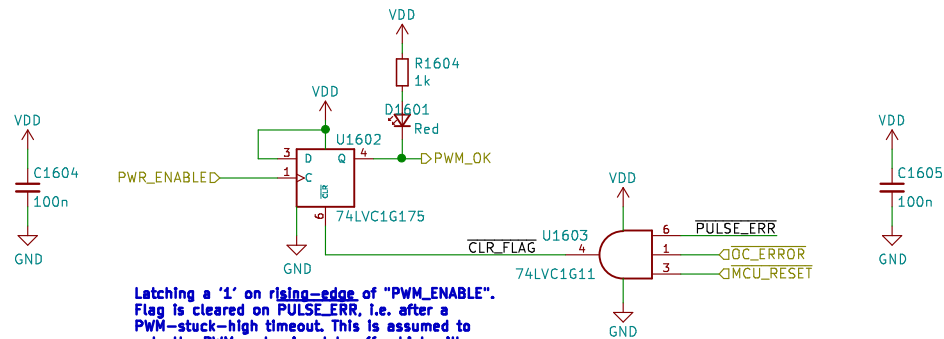 VDD
R1604
1k
D1601
Red
VDD
U1602
3 D Q 4
PWM_OK
PWR_ENABLE
1 C
CLR
6
74LVC1G175
GND
VDD
C1604
100n
GND
VDD
C1605
100n
GND
VDD
U1603
CLR_FLAG
4
74LVC1G11
6 PULSE_ERR
1 OC_ERROR
3 MCU_RESET
GND
Latching a '1' on rising-edge of "PWM_ENABLE".
Flag is cleared on PULSE_ERR, i.e. after a
PWM-stuck-high timeout. This is assumed to